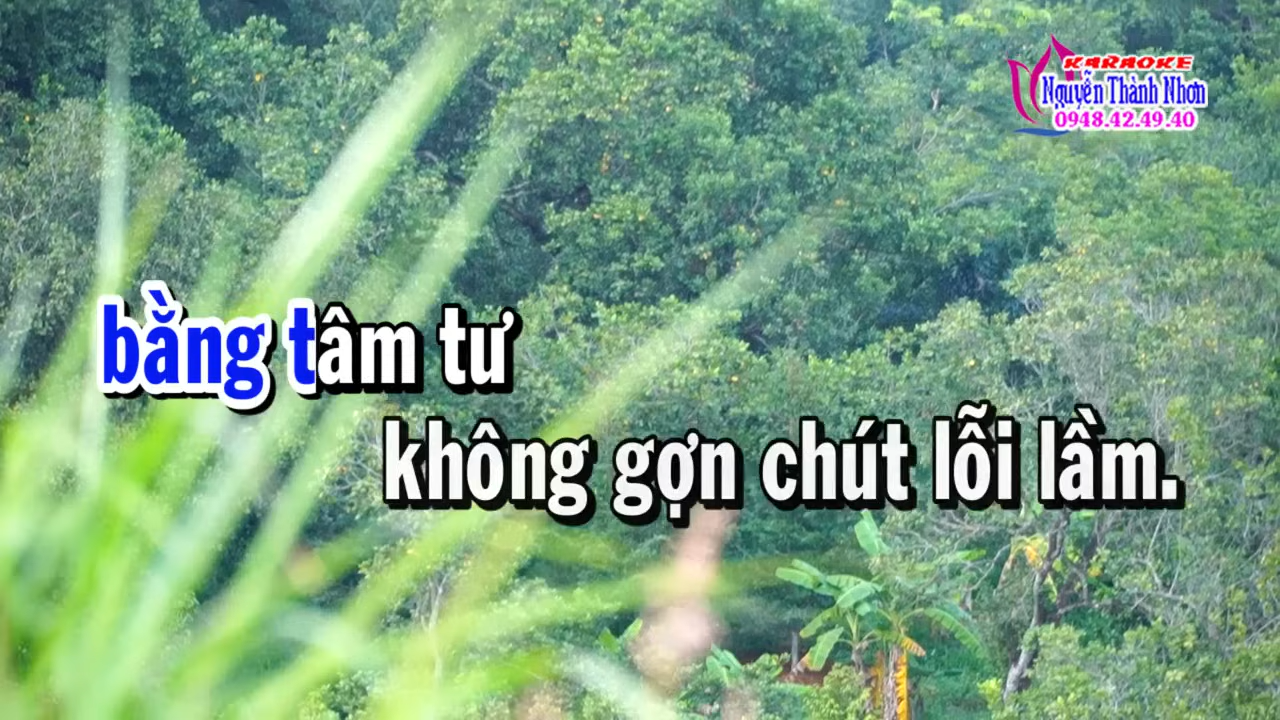 KARAOKE
Nguyễn Thành Nhơn
0948.42.49.40
bằng tâm tư
không gợn chút lỗi lầm.